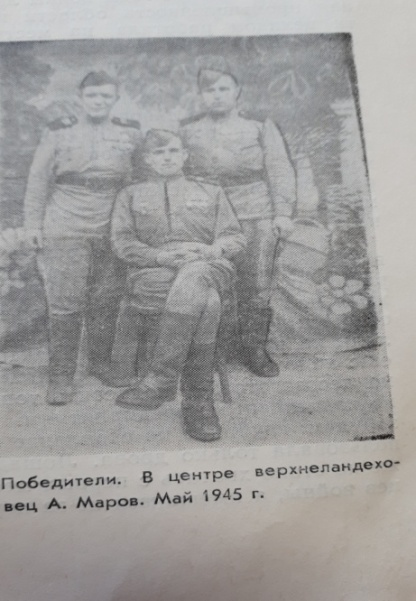 Победители. В центре верхнеландехо-
вец А. Маров. Май 1945 г.